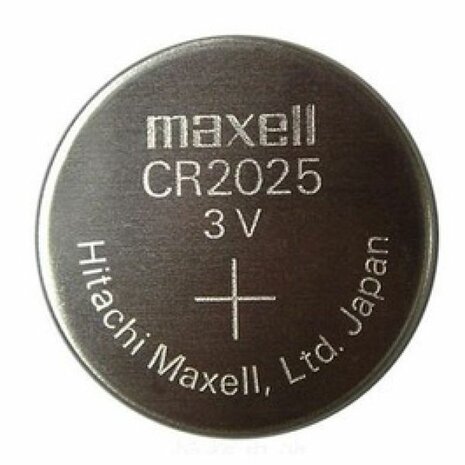 maxell
CR2025
3 V
+
Hitachi Maxell, Ltd. Japan